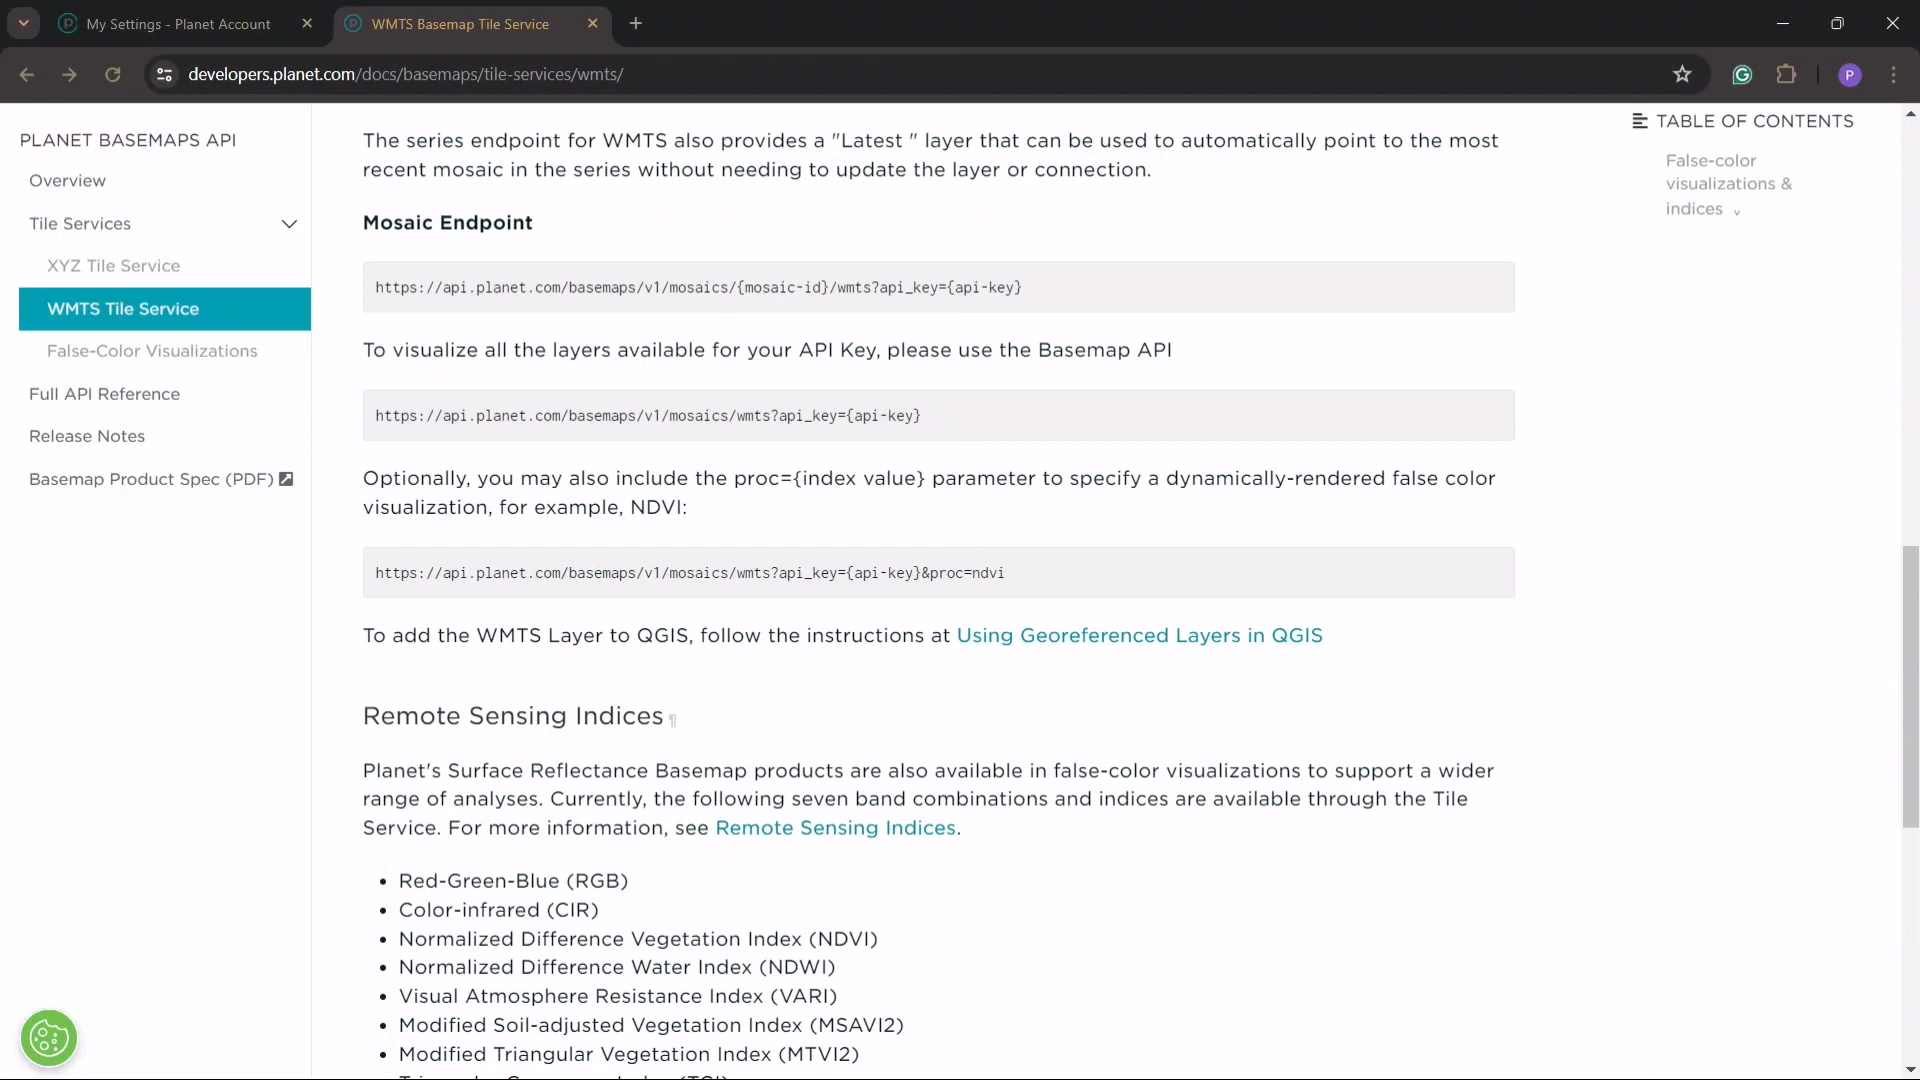 My Settings - Planet Account
WMTS Basemap Tile Service
developers.planet.com/docs/basemaps/tile-services/wmts/
P
PLANET BASEMAPS API
Overview
Tile Services
XYZ Tile Service
WMTS Tile Service
False-Color Visualizations
Full API Reference
Release Notes
Basemap Product Spec (PDF)
The series endpoint for WMTS also provides a "Latest " layer that can be used to automatically point to the most
recent mosaic in the series without needing to update the layer or connection.
Mosaic Endpoint
https://api.planet.com/basemaps/v1/mosaics/{mosaic-id}/wmts?api_key={api-key}
To visualize all the layers available for your API Key, please use the Basemap API
https://api.planet.com/basemaps/v1/mosaics/wmts?api_key={api-key}
Optionally, you may also include the proc={index value} parameter to specify a dynamically-rendered false color
visualization, for example, NDVI:
https://api.planet.com/basemaps/v1/mosaics/wmts?api_key={api-key}&proc=ndvi
To add the WMTS Layer to QGIS, follow the instructions at Using Georeferenced Layers in QGIS
Remote Sensing Indices ¶
Planet's Surface Reflectance Basemap products are also available in false-color visualizations to support a wider
range of analyses. Currently, the following seven band combinations and indices are available through the Tile
Service. For more information, see Remote Sensing Indices.
• Red-Green-Blue (RGB)
• Color-infrared (CIR)
• Normalized Difference Vegetation Index (NDVI)
• Normalized Difference Water Index (NDWI)
• Visual Atmosphere Resistance Index (VARI)
• Modified Soil-adjusted Vegetation Index (MSAVI2)
• Modified Triangular Vegetation Index (MTVI2)
TABLE OF CONTENTS
False-color
visualizations &
indices